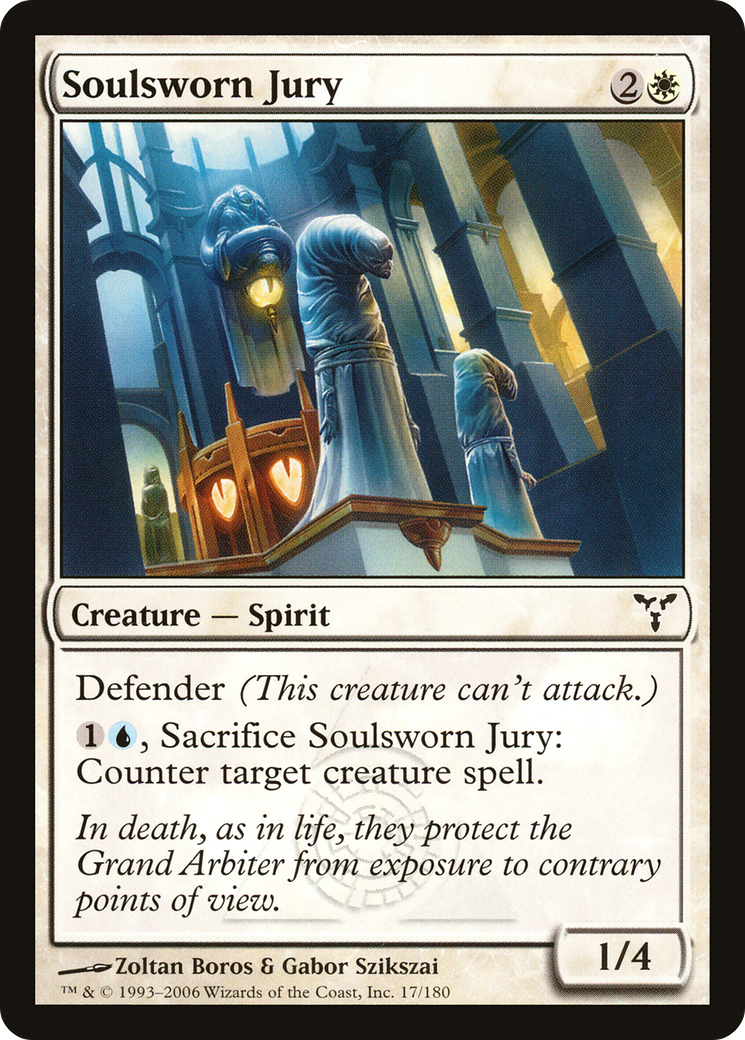 Soulsworn Jury 2
Creature — Spirit
Defender (This creature can't attack.)
1, Sacrifice Soulsworn Jury:
Counter target creature spell.
In death, as in life, they protect the
Grand Arbiter from exposure to contrary
points of view.
1/4
Zoltan Boros & Gabor Szikszai
™ & © 1993–2006 Wizards of the Coast, Inc. 17/180